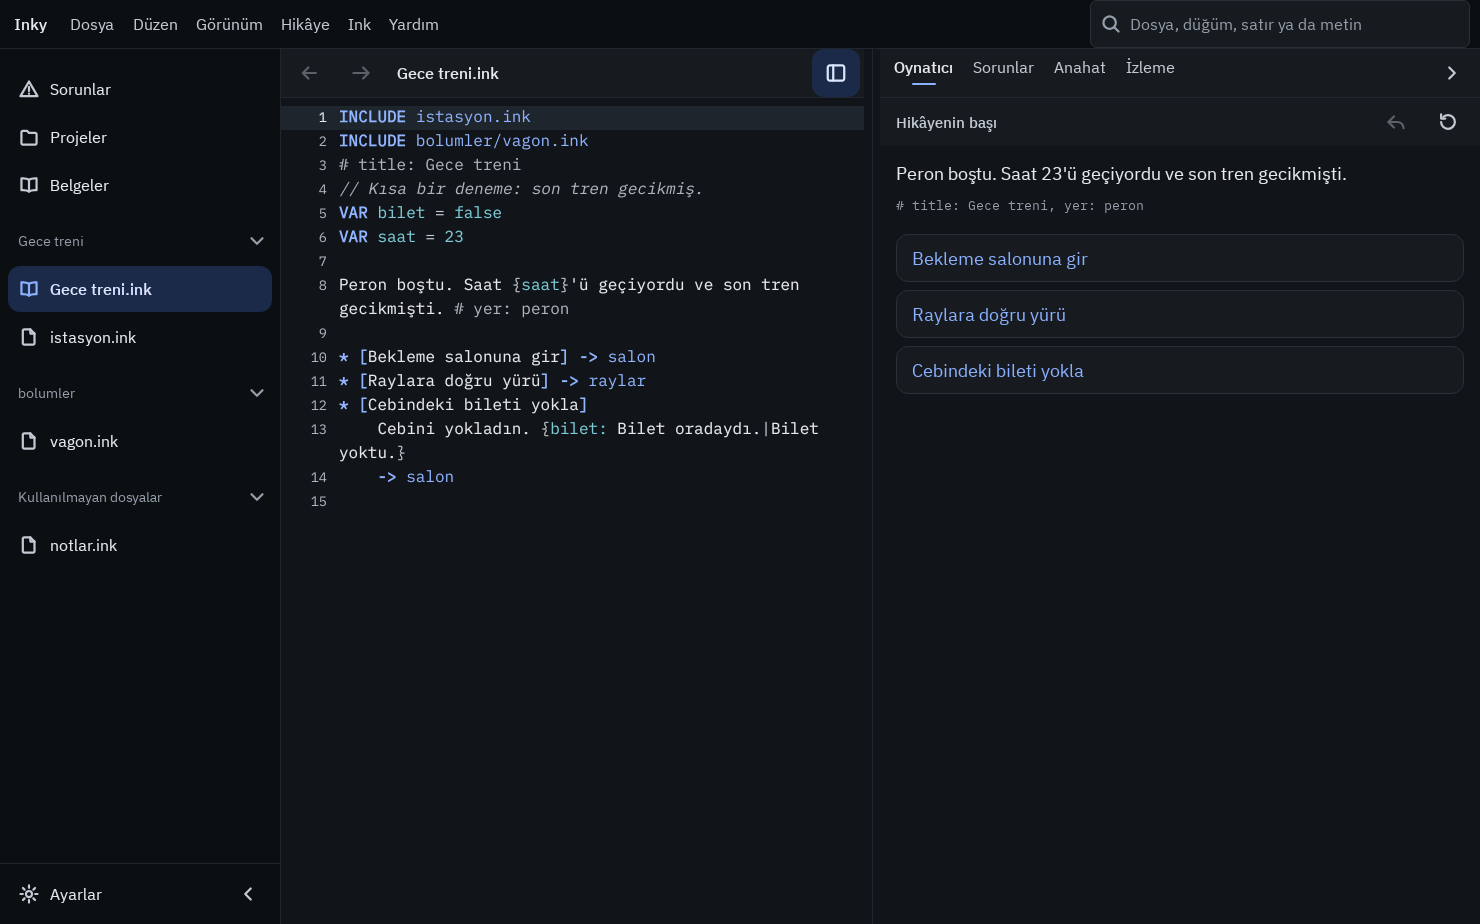 Inky Dosya Düzen Görünüm Hikâye Ink Yardım
Dosya, düğüm, satır ya da metin
Sorunlar
Projeler
Belgeler
Gece treni
Gece treni.ink
istasyon.ink
bolumler
vagon.ink
Kullanılmayan dosyalar
notlar.ink
Ayarlar
Gece treni.ink
1 INCLUDE istasyon.ink
2 INCLUDE bolumler/vagon.ink
3 # title: Gece treni
4 // Kısa bir deneme: son tren gecikmiş.
5 VAR bilet = false
6 VAR saat = 23
7
8 Peron boştu. Saat {saat}'ü geçiyordu ve son tren
gecikmişti. # yer: peron
9
10 * [Bekleme salonuna gir] -> salon
11 * [Raylara doğru yürü] -> raylar
12 * [Cebindeki bileti yokla]
13 Cebini yokladın. {bilet: Bilet oradaydı.|Bilet
yoktu.}
14 -> salon
15
Oynatıcı Sorunlar Anahat İzleme
Hikâyenin başı
Peron boştu. Saat 23'ü geçiyordu ve son tren gecikmişti.
# title: Gece treni, yer: peron
Bekleme salonuna gir
Raylara doğru yürü
Cebindeki bileti yokla